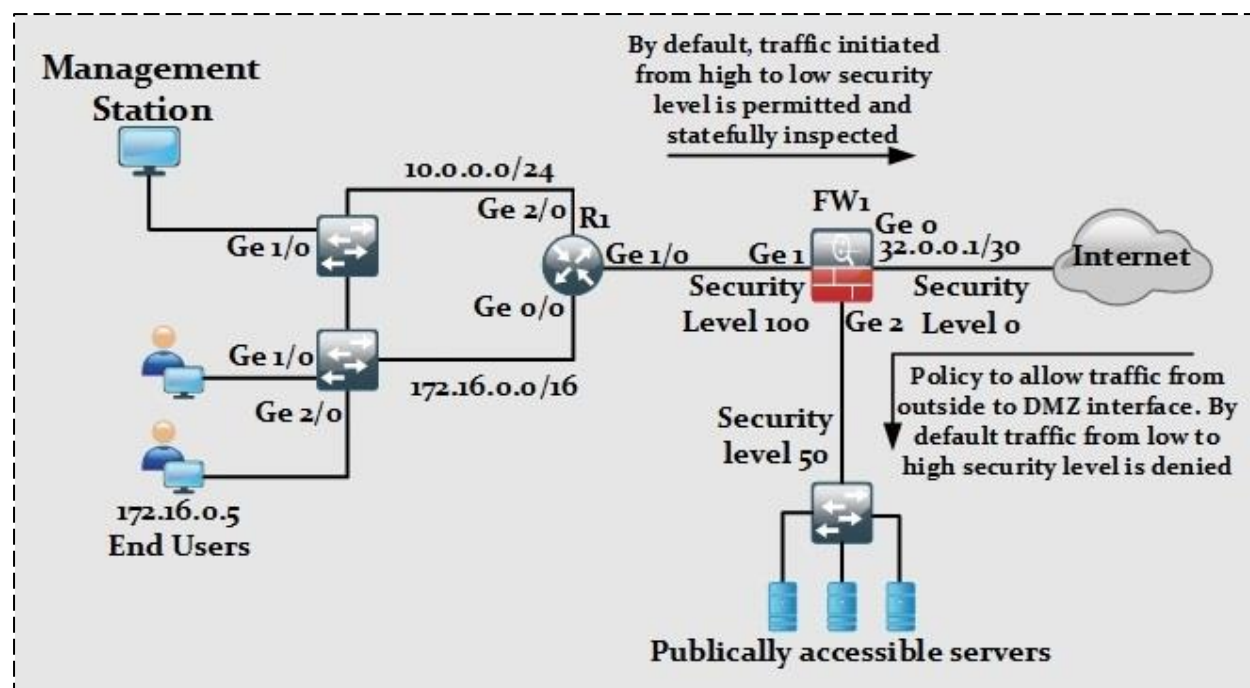 By default, traffic initiated
from high to low security
level is permitted and
statefully inspected
Management
Station
10.0.0.0/24
Ge 2/0
R1
FW1
Ge 0
32.0.0.1/30
Ge 1/0
Ge 1/0
Ge 1
Internet
Security
Level 100
Security
Level 0
Ge 0/0
Ge 2
Ge 1/0
172.16.0.0/16
Ge 2/0
Policy to allow traffic from
outside to DMZ interface. By
default traffic from low to
high security level is denied
Security
level 50
172.16.0.5
End Users
Publically accessible servers